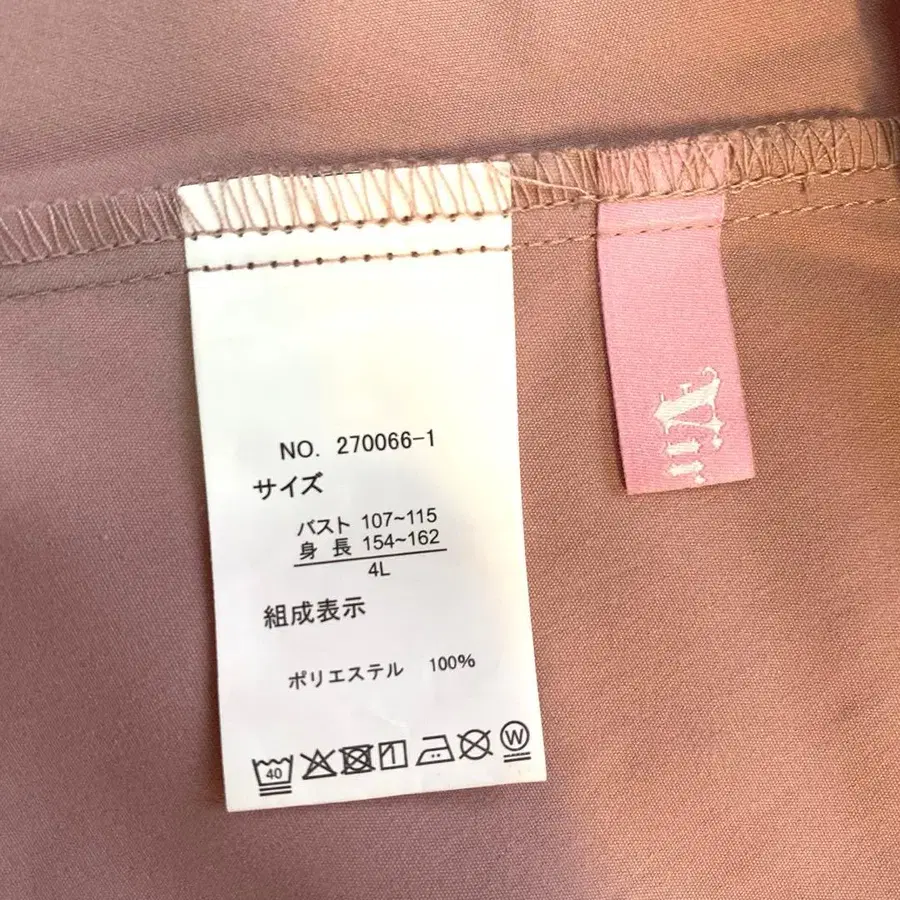 NO. 270066-1
サイズ
バスト 107~115
身 長 154~162
4L
組成表示
ポリエステル 100%
40
W